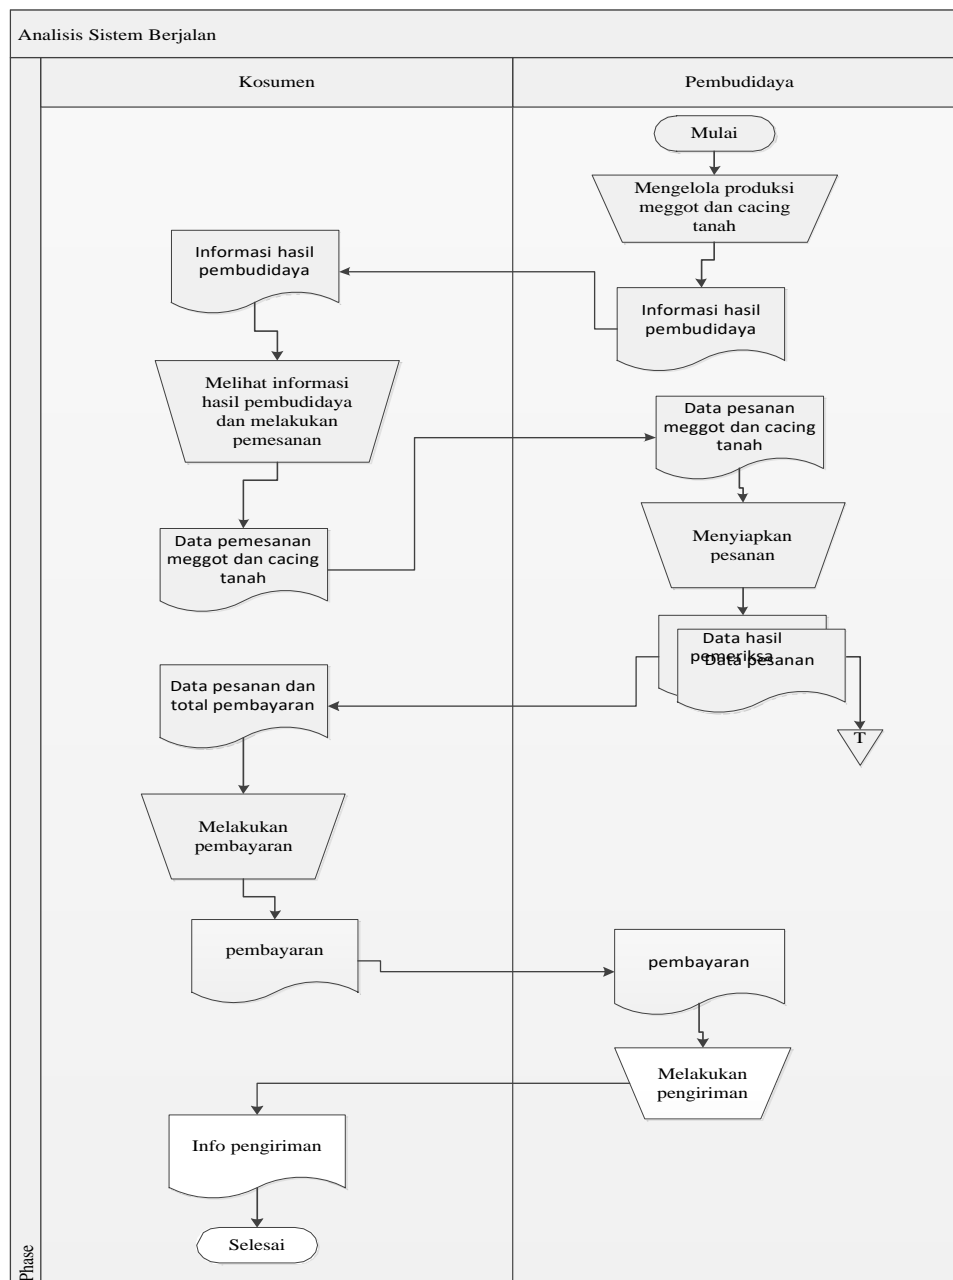 Analisis Sistem Berjalan
Kosumen
Pembudidaya
Mulai
Mengelola produksi
meggot dan cacing
tanah
Informasi hasil
pembudidaya
Informasi hasil
pembudidaya
Melihat informasi
hasil pembudidaya
dan melakukan
pemesanan
Data pesanan
meggot dan cacing
tanah
Data pemesanan
meggot dan cacing
tanah
Menyiapkan
pesanan
Data hasil
pemeriksa
Data pesanan
T
Data pesanan dan
total pembayaran
Melakukan
pembayaran
pembayaran
pembayaran
Melakukan
pengiriman
Info pengiriman
Selesai
Phase